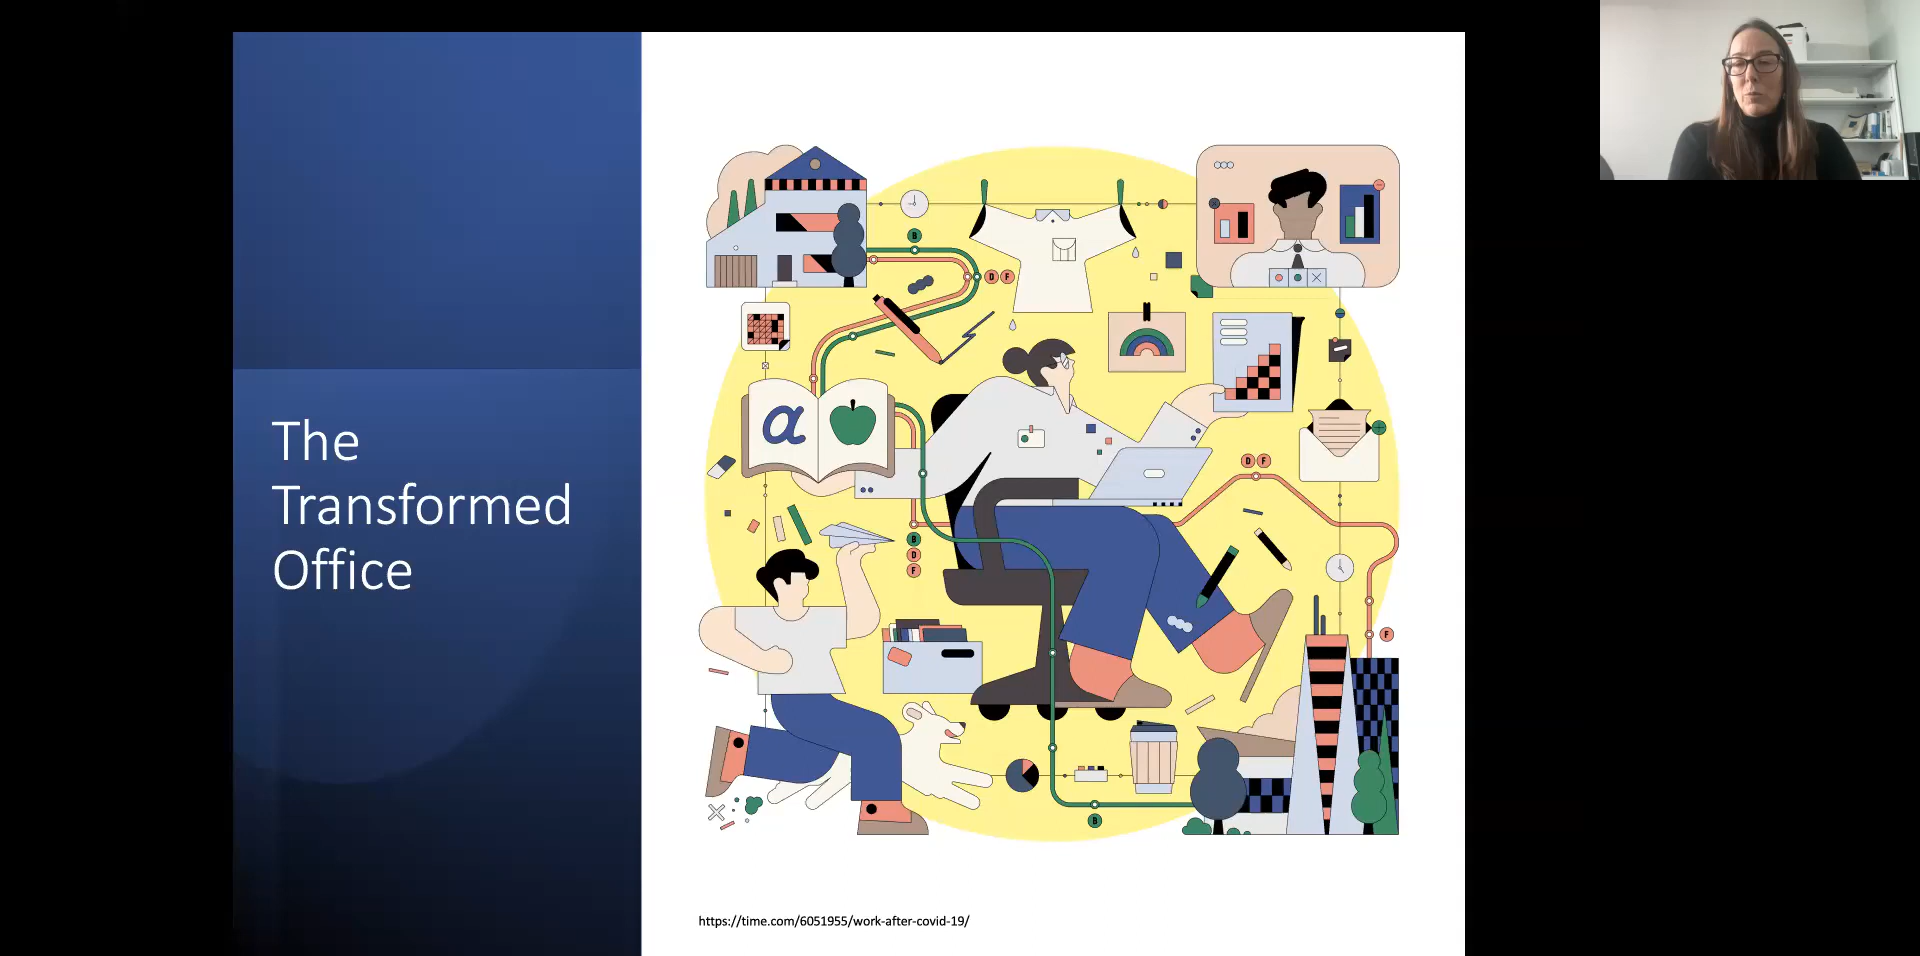 The
Transformed
Office
B
D F
a
D F
B
D
F
F
B
https://time.com/6051955/work-after-covid-19/